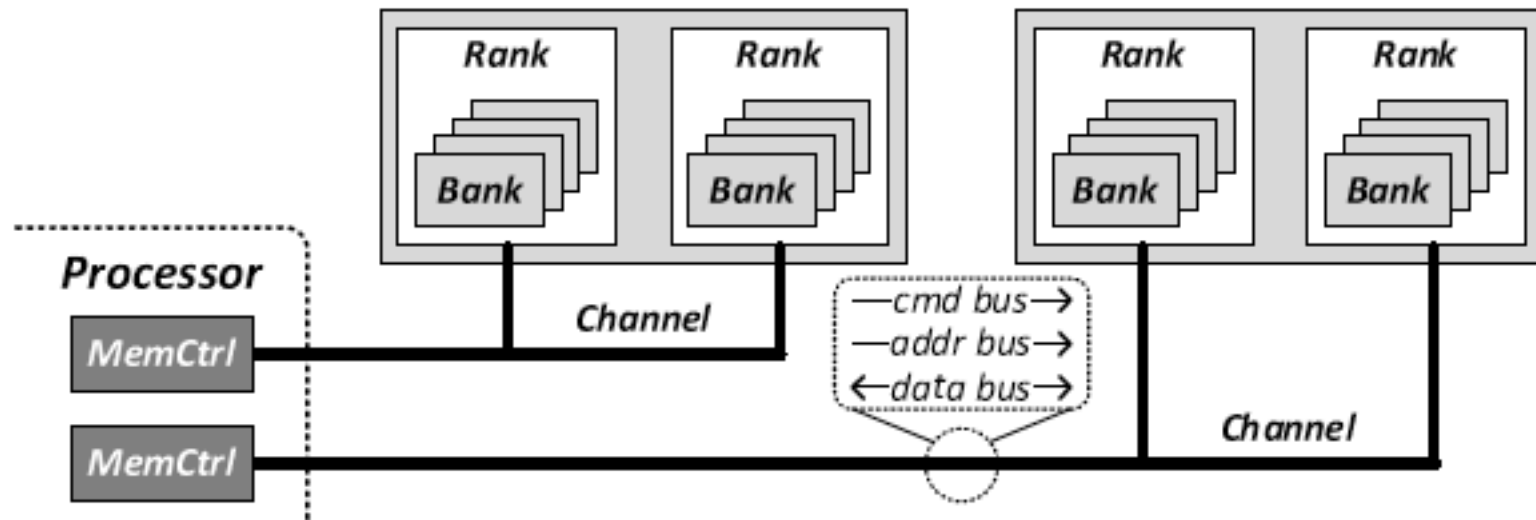 Rank
Rank
Rank
Rank
Bank
Bank
Bank
Bank
Processor
cmd bus
Channel
MemCtrl
addr bus
data bus
Channel
MemCtrl